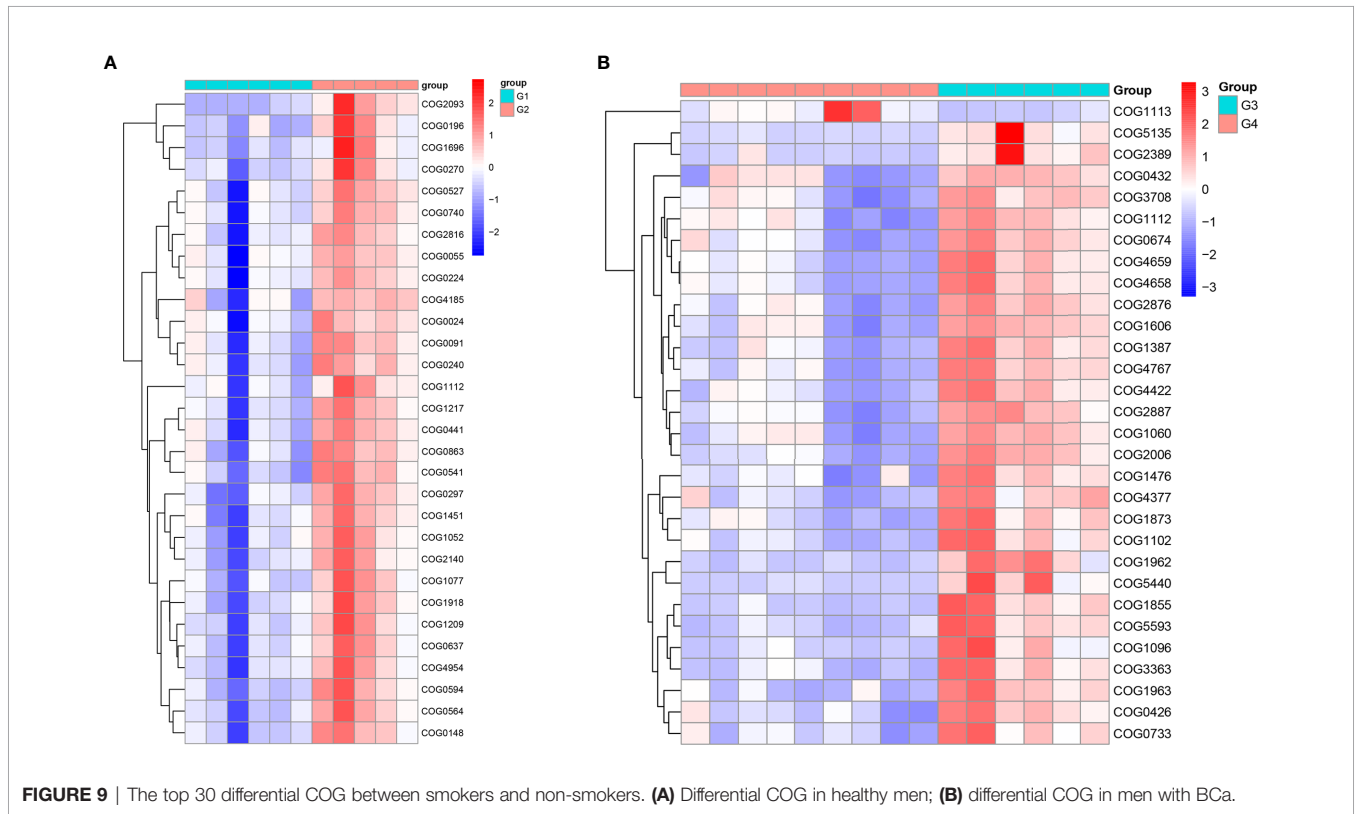 A
group
COG2093
COG0196
COG1696
COG0270
COG0527
COG0740
COG2816
COG0055
COG0224
COG4185
COG0024
COG0091
COG0240
COG1112
COG1217
COG0441
COG0863
COG0541
COG0297
COG1451
COG1052
COG2140
COG1077
COG1918
COG1209
COG0637
COG4954
COG0594
COG0564
COG0148
2
1
0
−1
−2
group
G1
G2
B
Group
COG1113
COG5135
COG2389
COG0432
COG3708
COG1112
COG0674
COG4659
COG4658
COG2876
COG1606
COG1387
COG4767
COG4422
COG2887
COG1060
COG2006
COG1476
COG4377
COG1873
COG1102
COG1962
COG5440
COG1855
COG5593
COG1096
COG3363
COG1963
COG0426
COG0733
3
2
1
0
−1
−2
−3
Group
G3
G4
FIGURE 9 | The top 30 differential COG between smokers and non-smokers. (A) Differential COG in healthy men; (B) differential COG in men with BCa.